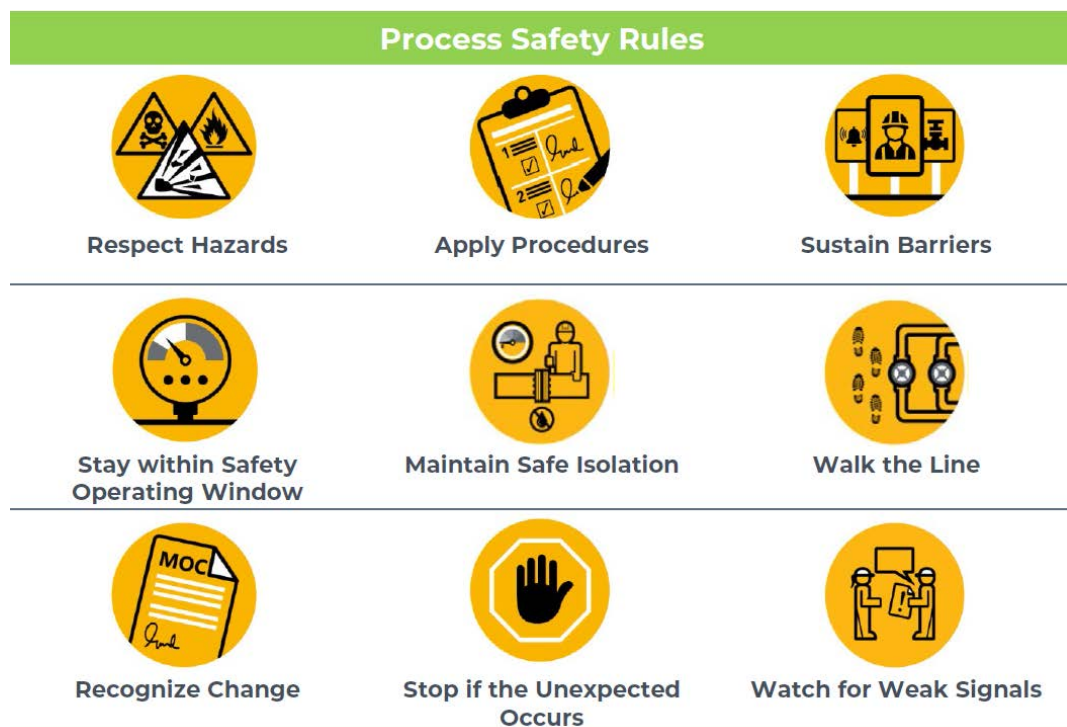 Process Safety Rules
1
2
Respect Hazards
Apply Procedures
Sustain Barriers
Stay within Safety
Operating Window
Maintain Safe Isolation
Walk the Line
MOC
Recognize Change
Stop if the Unexpected
Occurs
Watch for Weak Signals